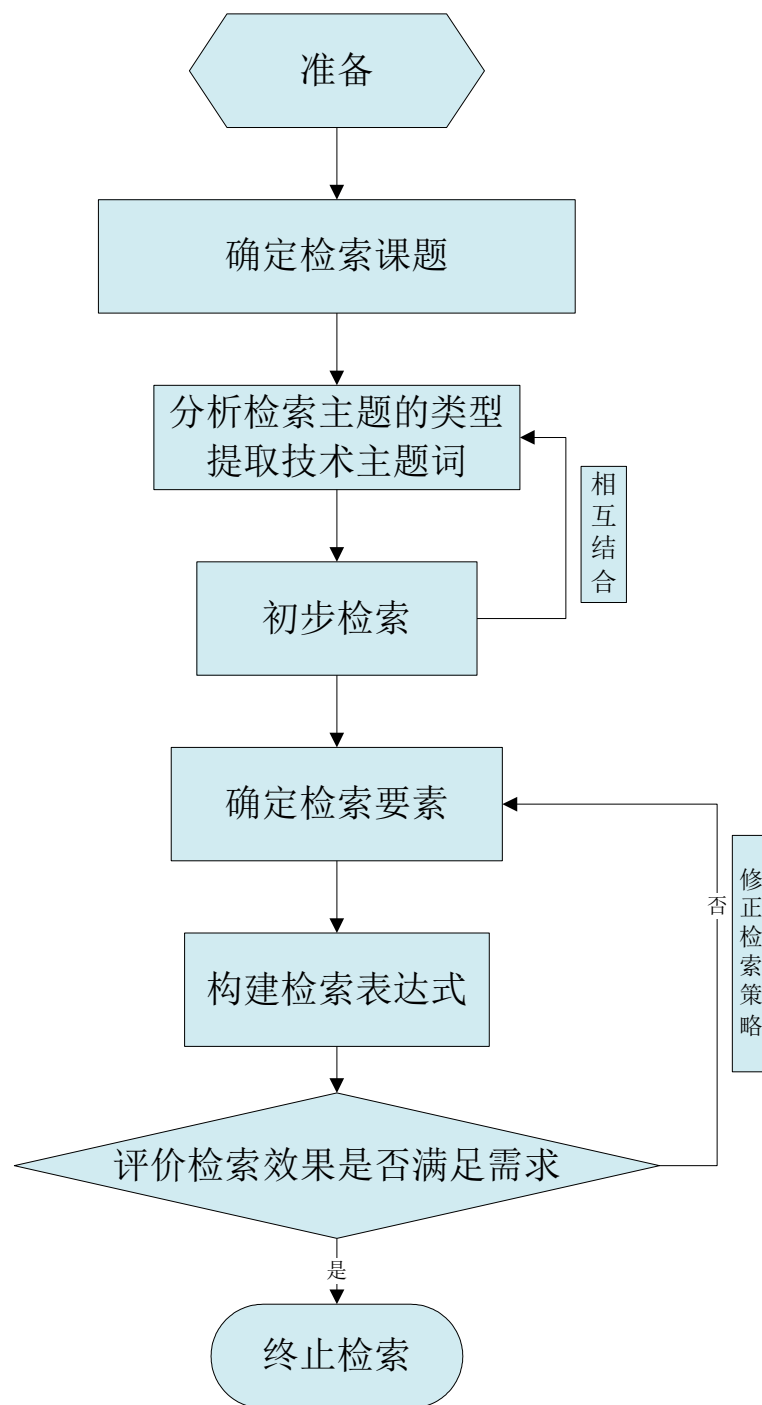 准备
确定检索课题
分析检索主题的类型
提取技术主题词
相互结合
初步检索
确定检索要素
否
修正检索策略
构建检索表达式
评价检索效果是否满足需求
是
终止检索